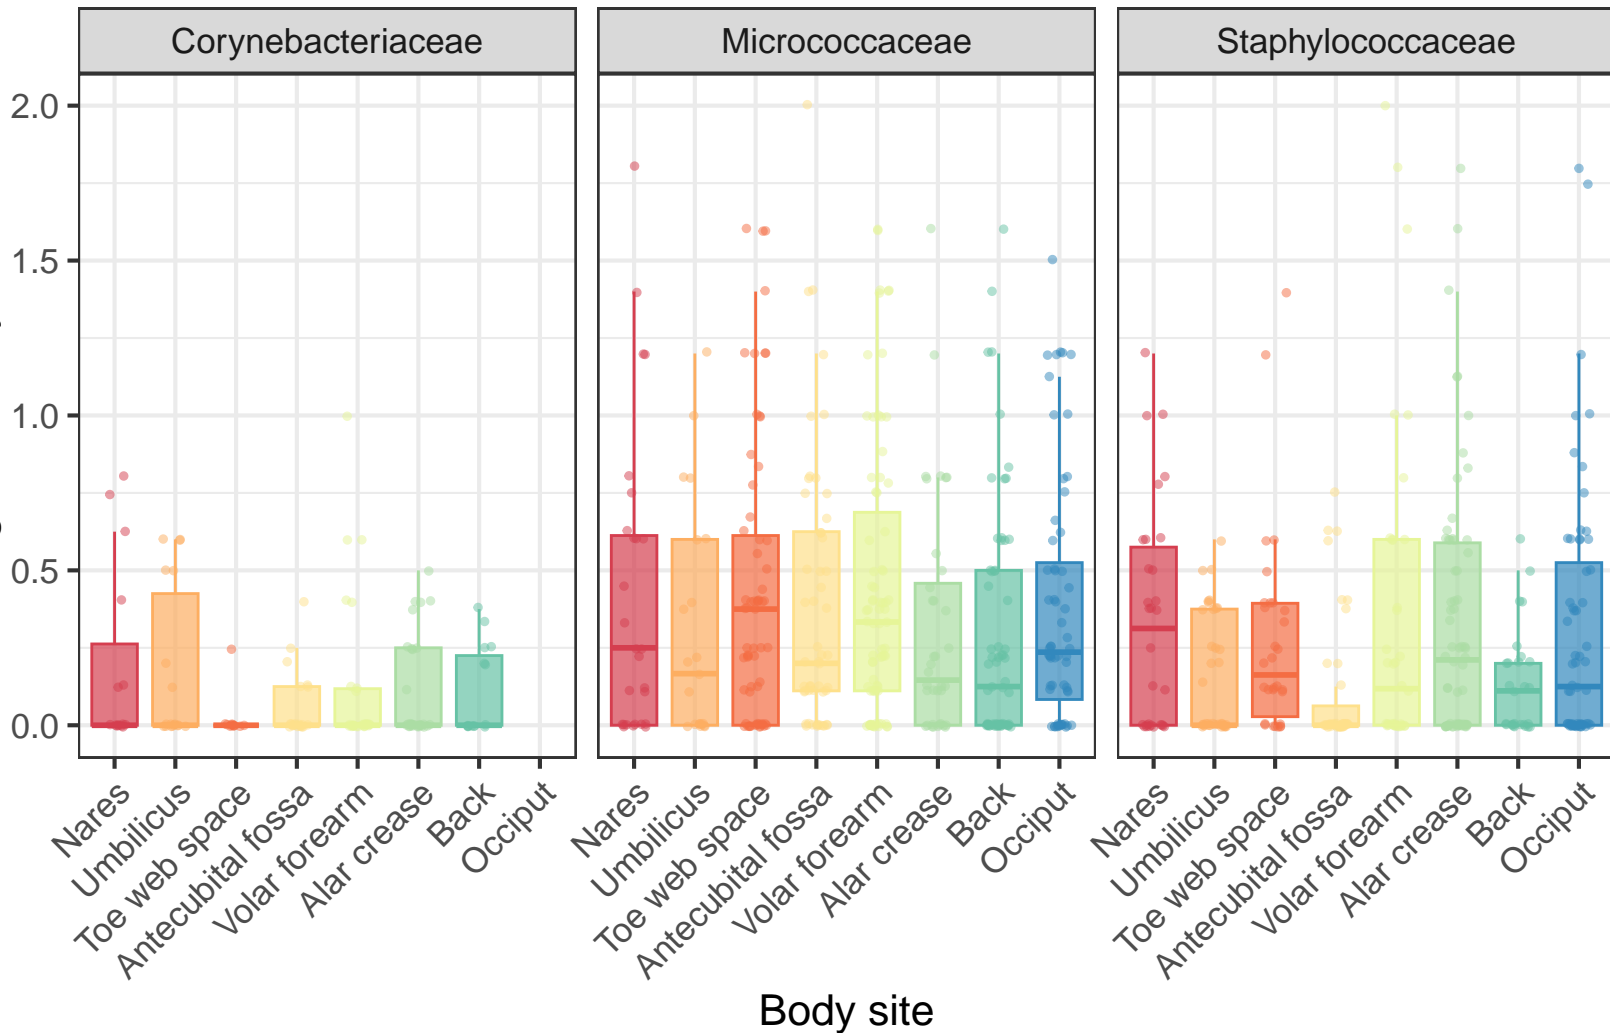 Corynebacteriaceae Micrococcaceae Staphylococcaceae
2.0
1.5
1.0
0.5
0.0
Nares Umbilicus Toe web space Antecubital fossa Volar forearm Alar crease Back Occiput Nares Umbilicus Toe web space Antecubital fossa Volar forearm Alar crease Back Occiput Nares Umbilicus Toe web space Antecubital fossa Volar forearm Alar crease Back Occiput
Body site